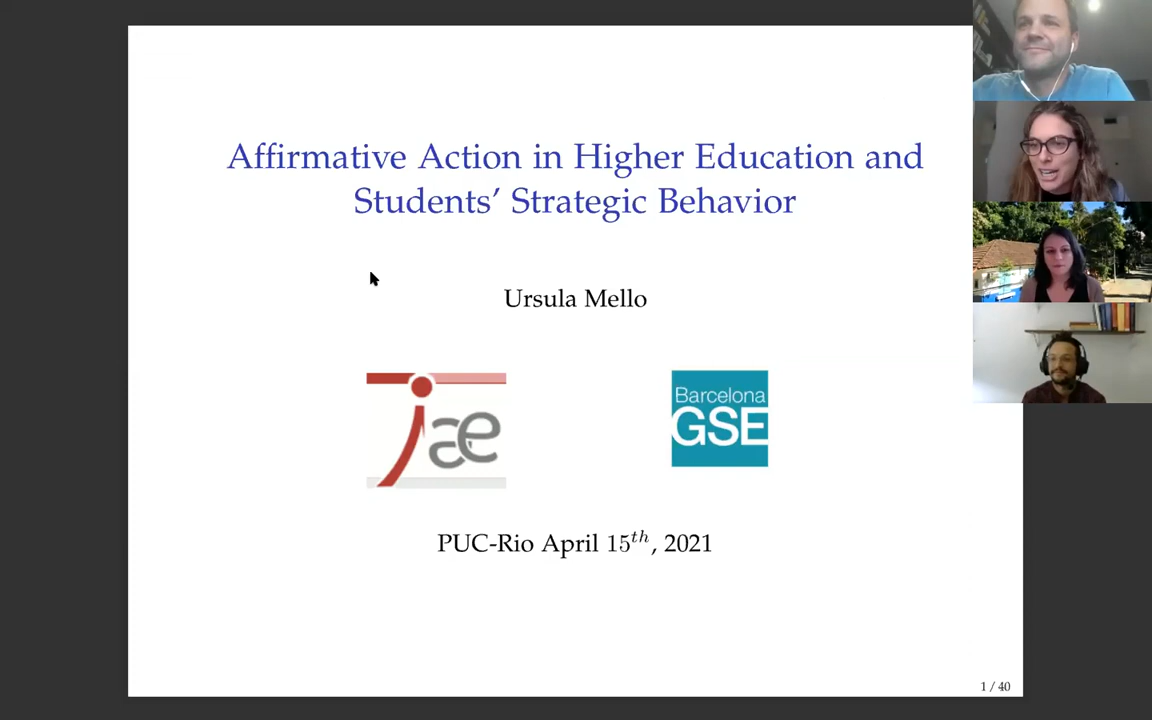 Affirmative Action in Higher Education and
Students' Strategic Behavior
Ursula Mello
iae
Barcelona
GSE
PUC-Rio April 15th, 2021
1 / 40